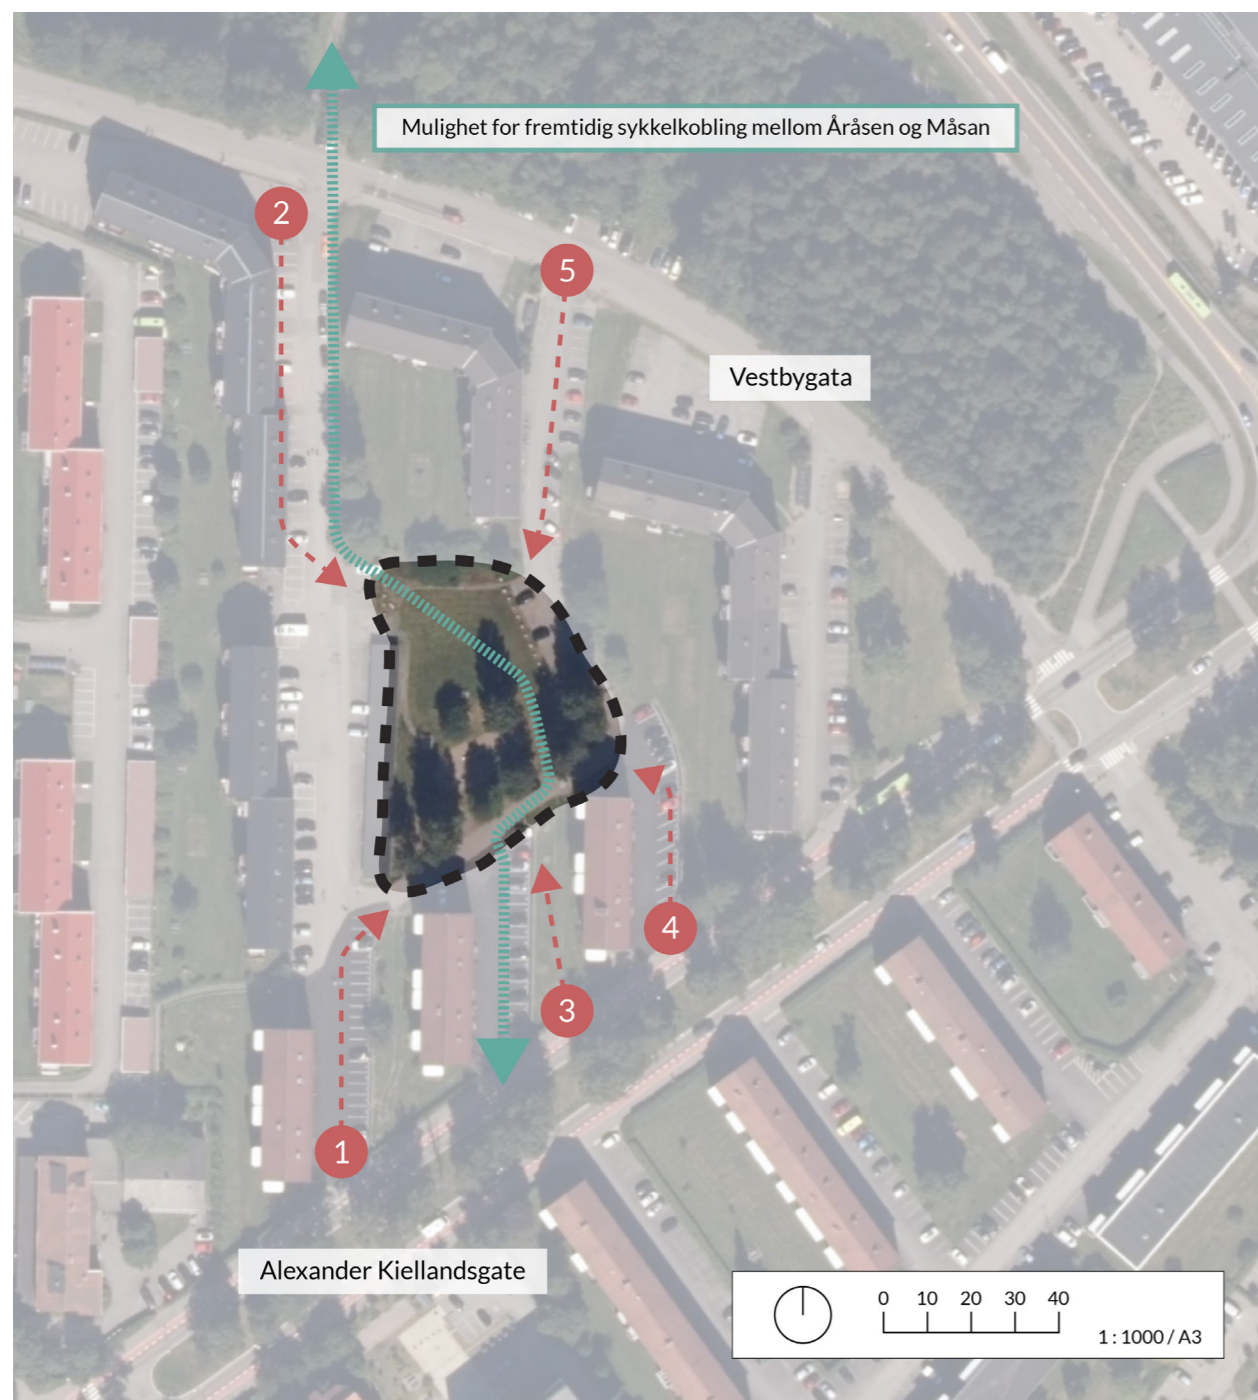 Mulighet for fremtidig sykkelkobling mellom Åråsen og Måsan
2
5
Vestbygata
4
3
1
Alexander Kiellandsgate
0 10 20 30 40
1 : 1000 / A3